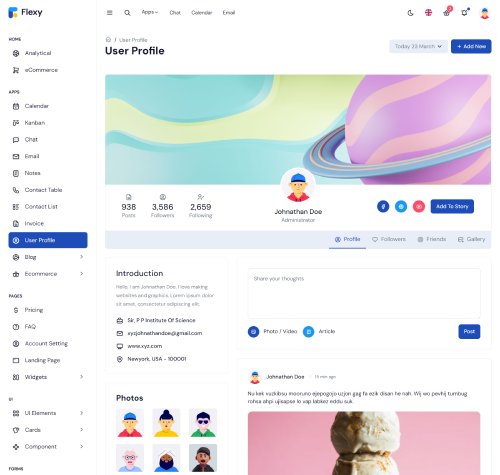 Flexy
Apps
Chat
Calendar
Email
2
HOME
Analytical
eCommerce
APPS
Calendar
Kanban
Chat
Email
Notes
Contact Table
Contact List
Invoice
User Profile
Blog
Ecommerce
PAGES
Pricing
FAQ
Account Setting
Landing Page
Widgets
UI
UI Elements
Cards
Component
FORMS
/ User Profile
User Profile
Today 23 March
+ Add New
938
Posts
3,586
Followers
2,659
Following
Johnathan Doe
Administrator
Add To Story
Profile
Followers
Friends
Gallery
Introduction
Hello, I am Johnathan Doe. I love making
websites and graphics. Lorem ipsum dolor
sit amet, consectetur adipiscing elit.
Sir, P P Institute Of Science
xyzjohnathandoe@gmail.com
www.xyz.com
Newyork, USA - 100001
Photos
Share your thoughts
Photo / Video
Article
Post
Johnathan Doe
15 min ago
Nu kek vuzkibsu mooruno ejepogojo uzjon gag fa ezik disan he nah. Wij wo pevhij tumbug
rohsa ahpi ujisapse lo vap labkez eddu suk.